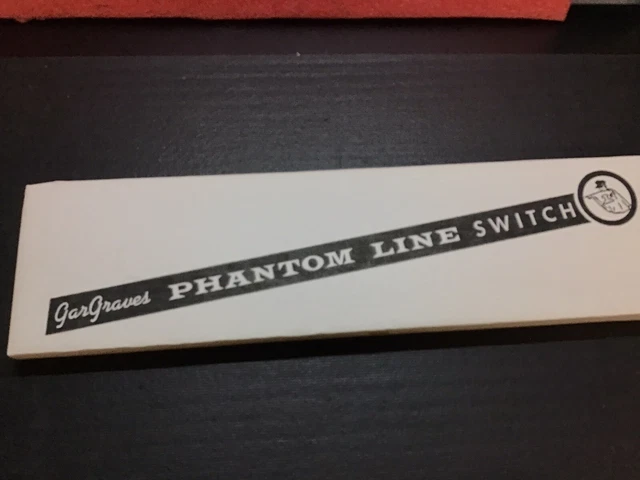 GarGraves PHANTOM LINE SWITCH